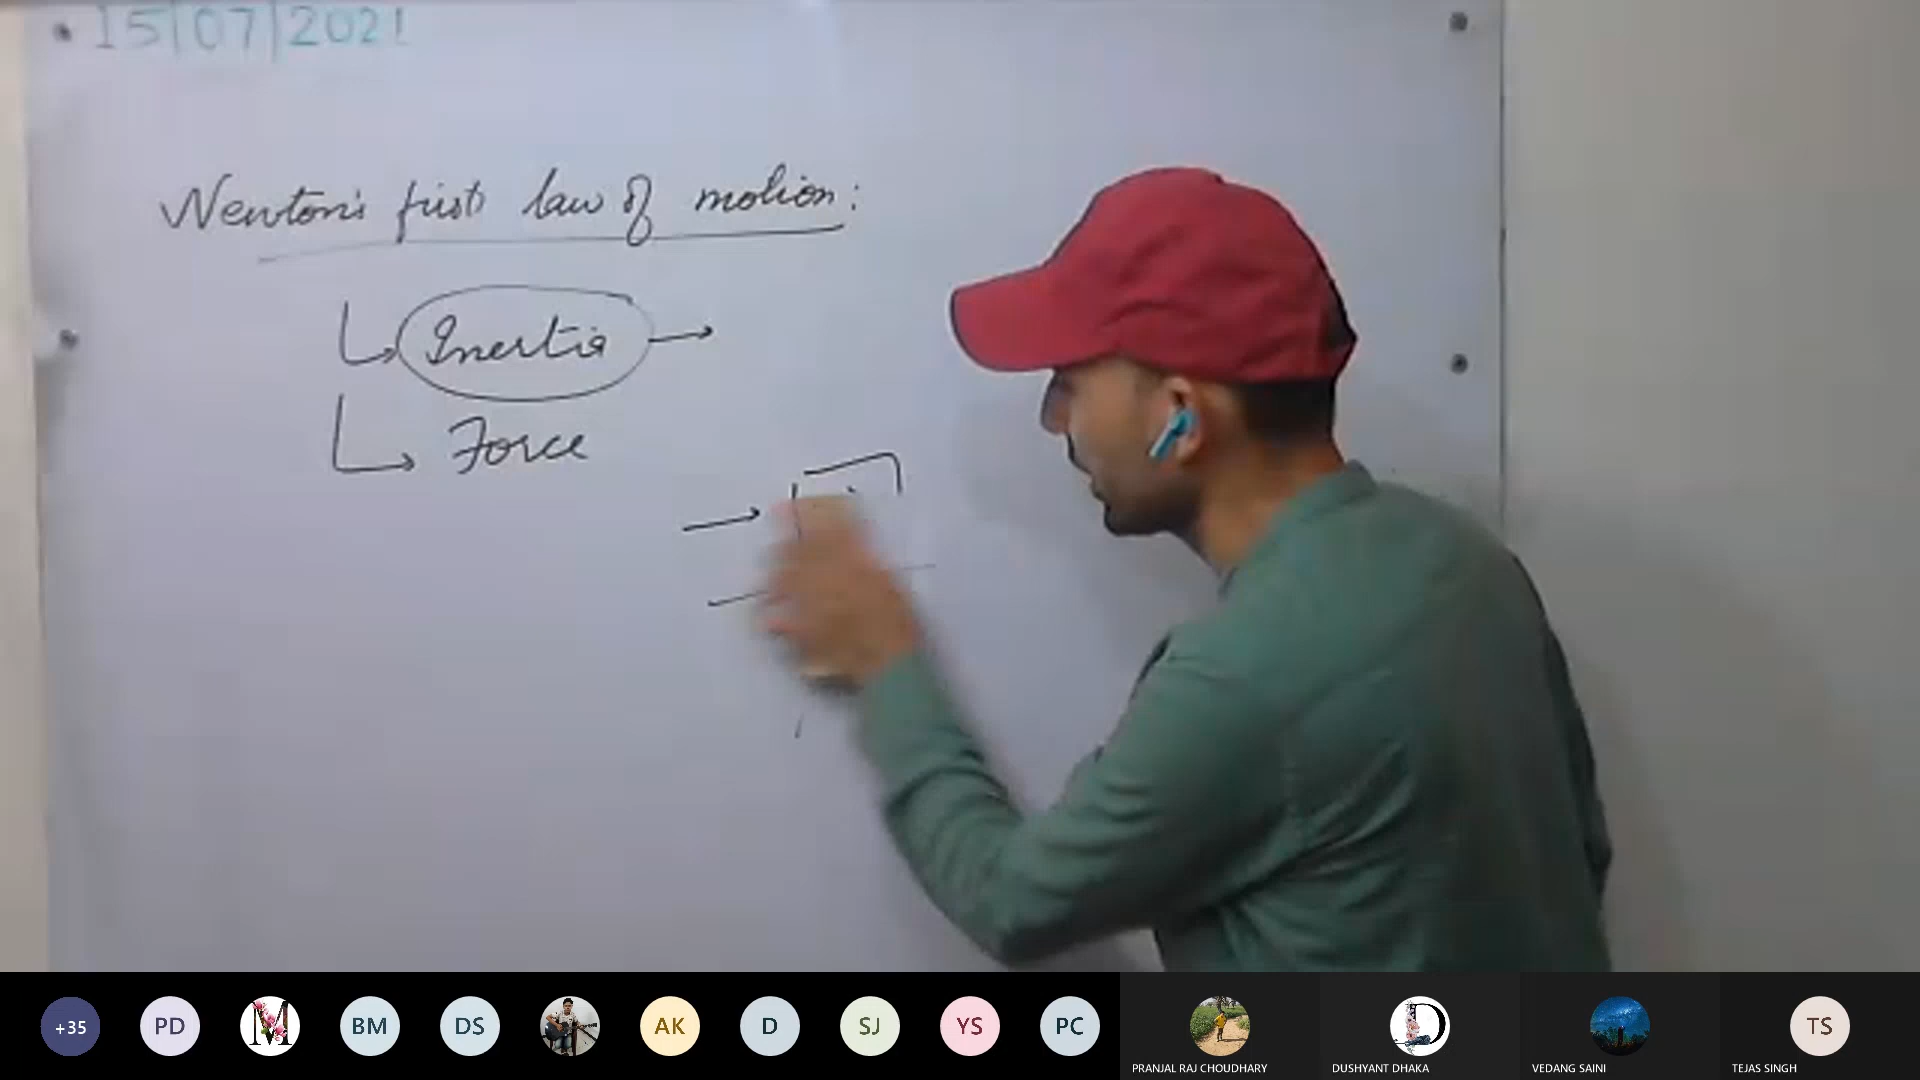 15/07/2021
Newton's first law of motion:
Inertia
Force
+35
PD
M
BM
DS
AK
D
SJ
YS
PC
D
TS
PRANJAL RAJ CHOUDHARY
DUSHYANT DHAKA
VEDANG SAINI
TEJAS SINGH